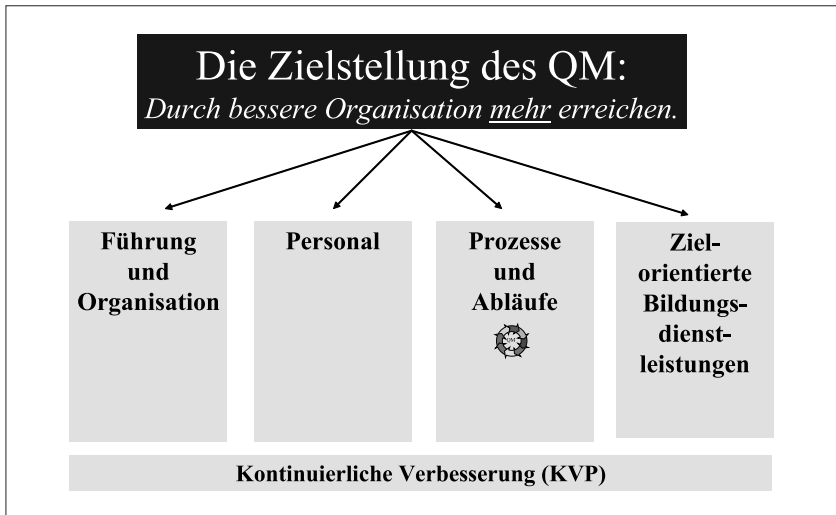 Die Zielstellung des QM:
Durch bessere Organisation mehr erreichen.
Führung
und
Organisation
Personal
Prozesse
und
Abläufe
QM
Ziel-
orientierte
Bildungs-
dienst-
leistungen
Kontinuierliche Verbesserung (KVP)